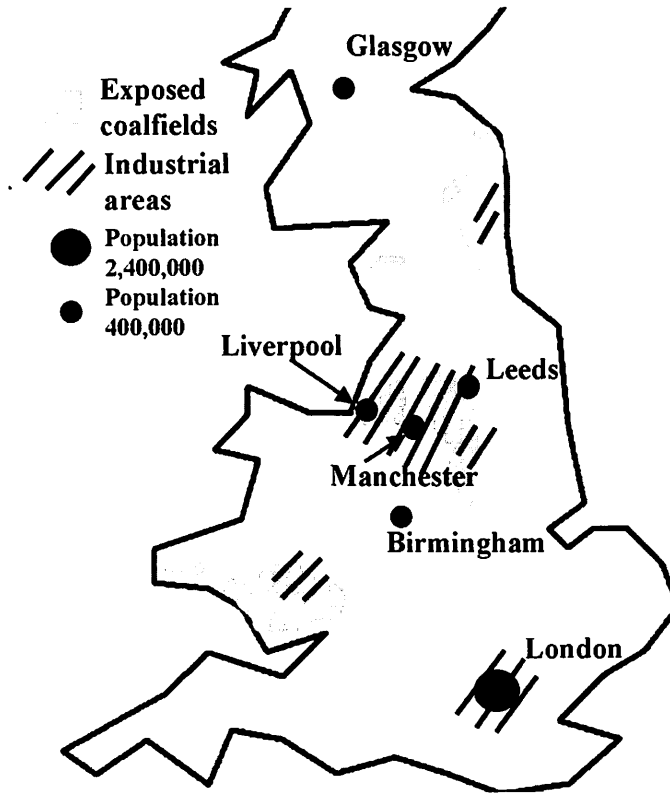 Glasgow
Exposed
coalfields
Industrial
areas
Population
2,400,000
Population
400,000
Liverpool
Leeds
Manchester
Birmingham
London